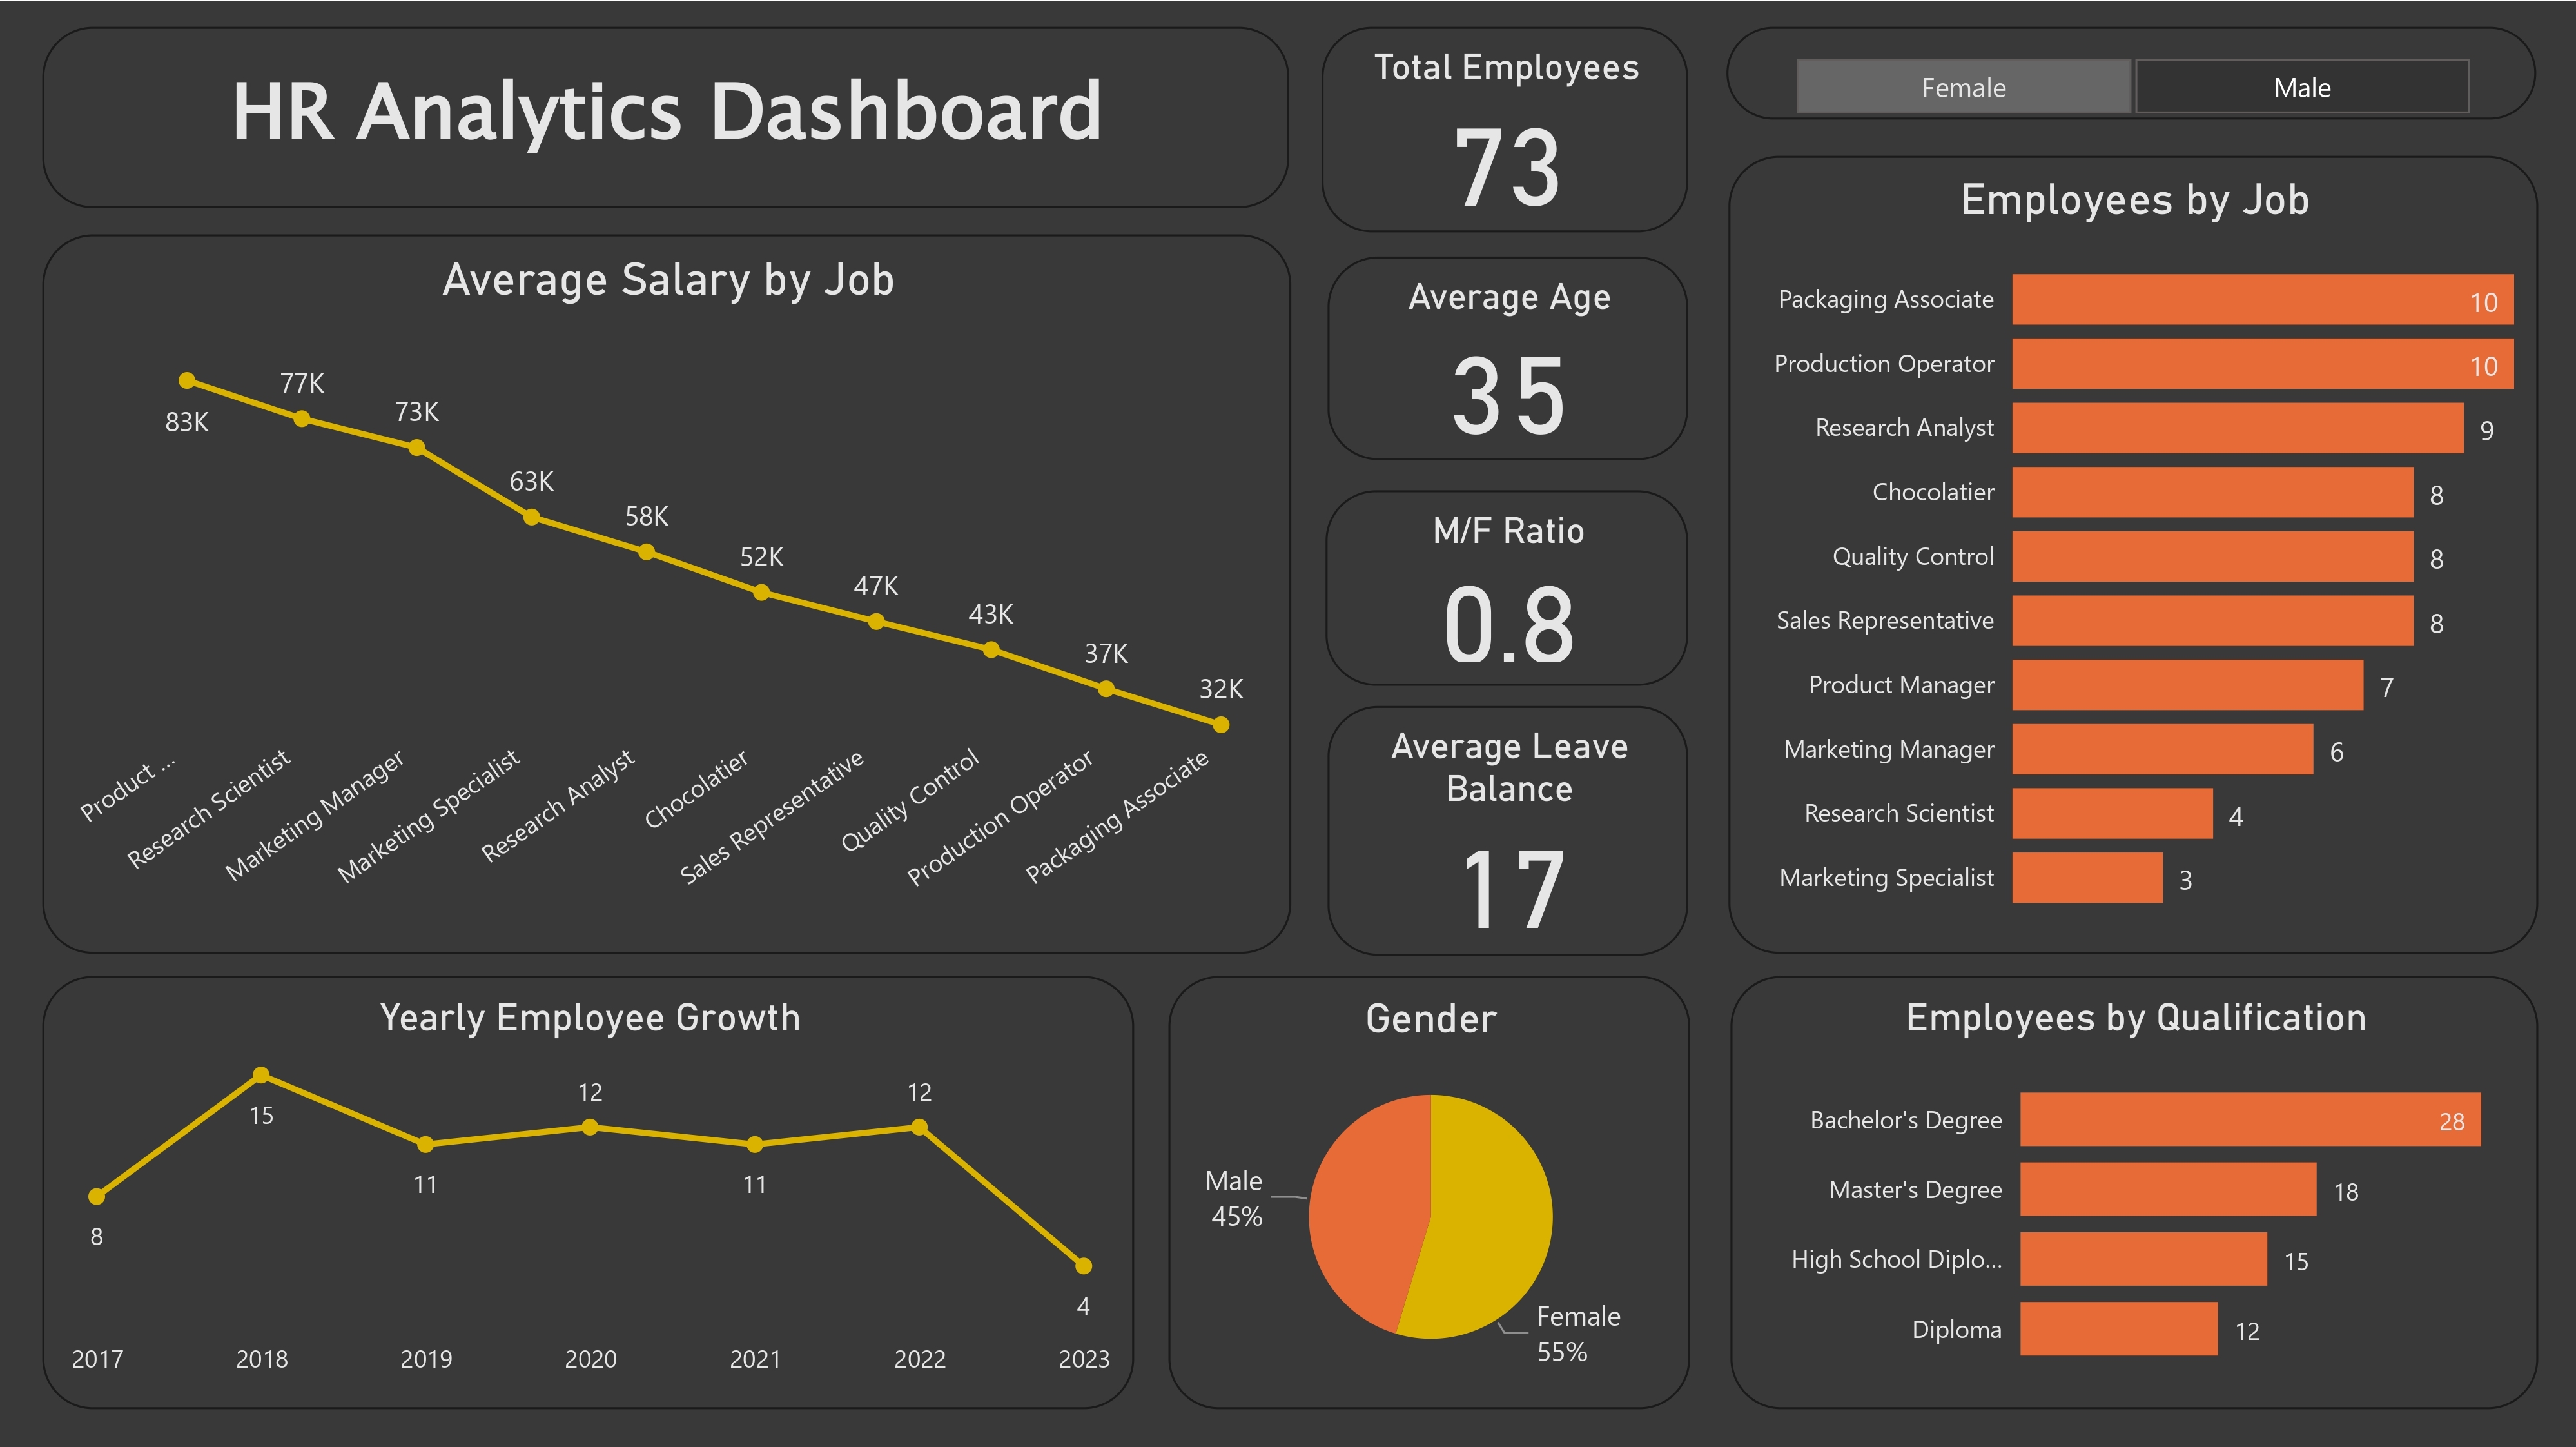 HR Analytics Dashboard
Total Employees
73
Female
Male
Average Salary by Job
83K
77K
73K
63K
58K
52K
47K
43K
37K
32K
Product ...
Research Scientist
Marketing Manager
Marketing Specialist
Research Analyst
Chocolatier
Sales Representative
Quality Control
Production Operator
Packaging Associate
Average Age
35
M/F Ratio
0.8
Average Leave
Balance
17
Employees by Job
Packaging Associate 10
Production Operator 10
Research Analyst 9
Chocolatier 8
Quality Control 8
Sales Representative 8
Product Manager 7
Marketing Manager 6
Research Scientist 4
Marketing Specialist 3
Yearly Employee Growth
8
15
11
12
11
12
4
2017 2018 2019 2020 2021 2022 2023
Gender
Male
45%
Female
55%
Employees by Qualification
Bachelor's Degree 28
Master's Degree 18
High School Diplo... 15
Diploma 12